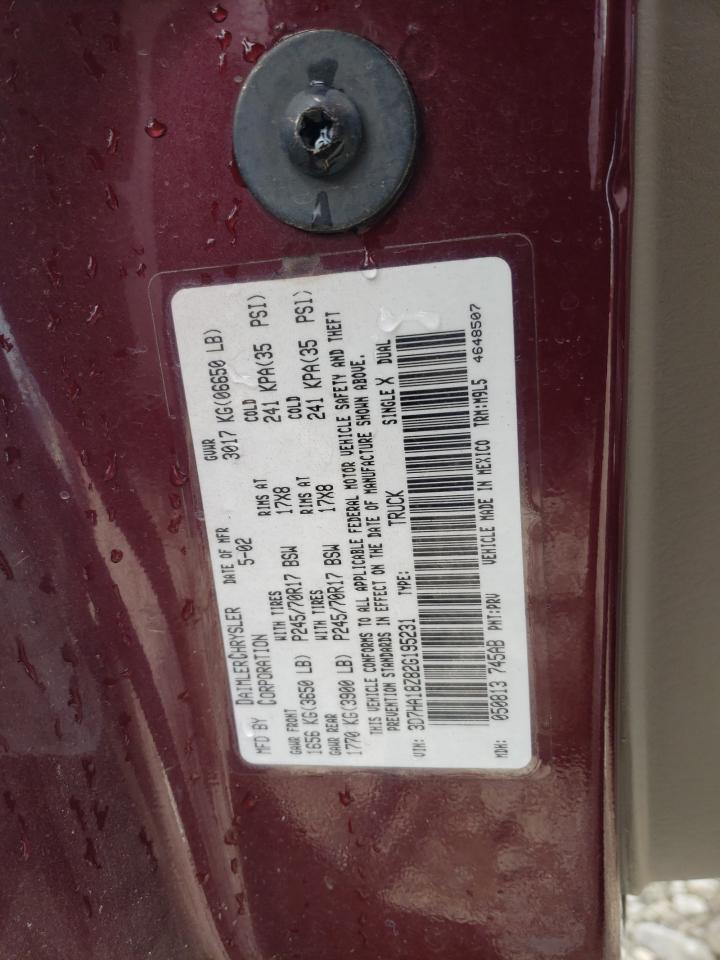 MFD BY DAIMLERCHRYSLER CORPORATION DATE OF MFR 5-02 GVWR 3017 KG(06650 LB)
GAWR FRONT WITH TIRES RIMS AT COLD
1656 KG(3650 LB) P245/70R17 BSW 17X8 241 KPA(35 PSI)
GAWR REAR WITH TIRES RIMS AT COLD
1770 KG(3900 LB) P245/70R17 BSW 17X8 241 KPA(35 PSI)
THIS VEHICLE CONFORMS TO ALL APPLICABLE FEDERAL MOTOR VEHICLE SAFETY AND THEFT
PREVENTION STANDARDS IN EFFECT ON THE DATE OF MANUFACTURE SHOWN ABOVE.
VIN: 3D7HA18Z82G195231 TYPE: TRUCK SINGLE X DUAL
MDH: 050813 745AB PNT:PRV VEHICLE MADE IN MEXICO TRM:M9L5 4648507